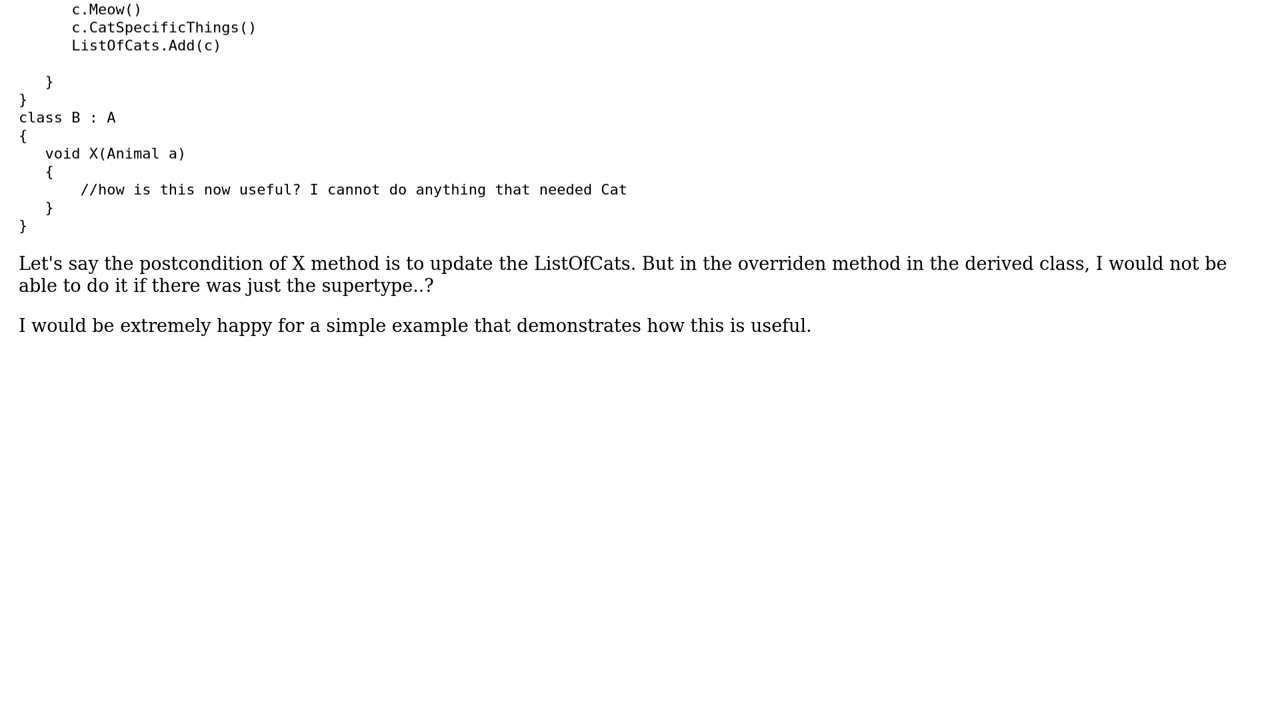 c.Meow()
c.CatSpecificThings()
ListOfCats.Add(c)
}
}
class B : A
{
void X(Animal a)
{
//how is this now useful? I cannot do anything that needed Cat
}
}
Let's say the postcondition of X method is to update the ListOfCats. But in the overriden method in the derived class, I would not be
able to do it if there was just the supertype..?
I would be extremely happy for a simple example that demonstrates how this is useful.